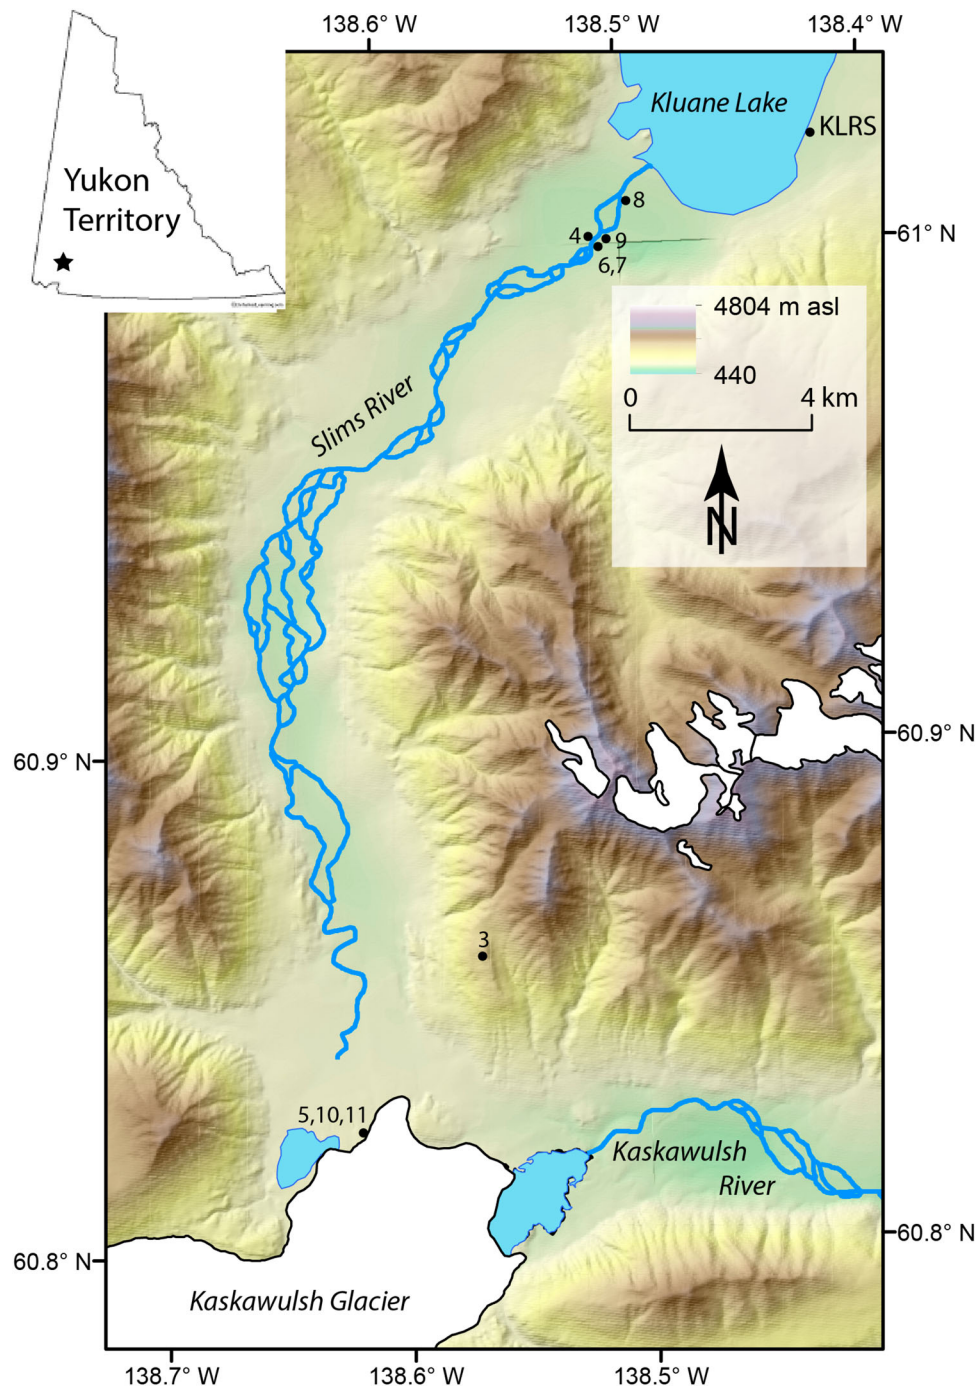 138.6° W
138.5° W
138.4° W
Kluane Lake
KLRS
Yukon
Territory
8
4
9
61° N
6,7
4804 m asl
440
0
4 km
Slims River
N
60.9° N
60.9° N
3
5,10,11
Kaskawulsh
River
60.8° N
60.8° N
Kaskawulsh Glacier
138.7° W
138.6° W
138.5° W